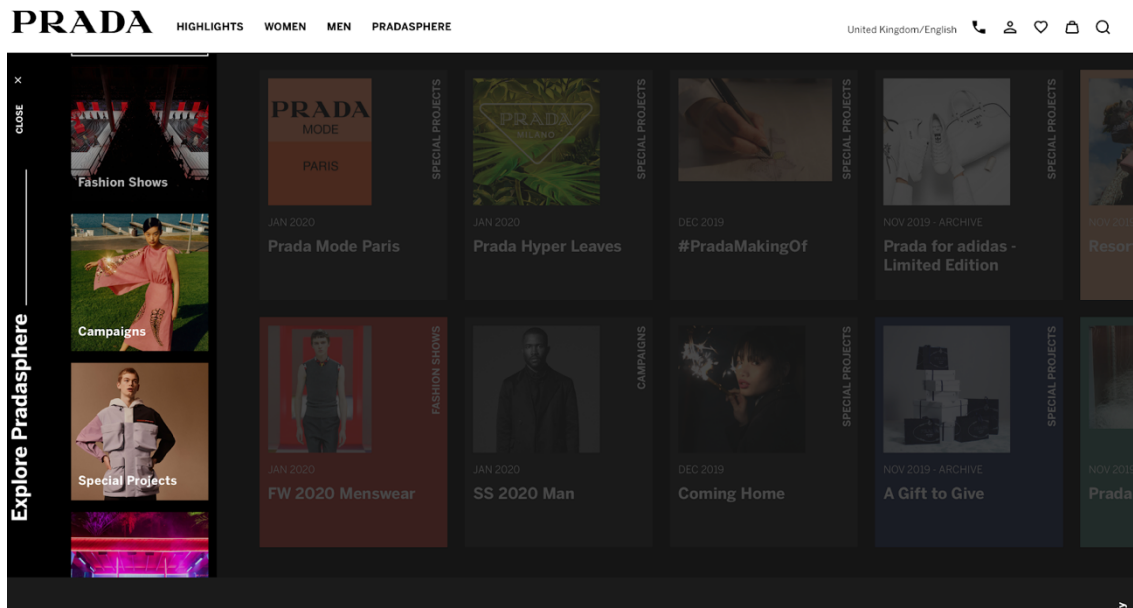 PRADA
HIGHLIGHTS WOMEN MEN PRADASPHERE
United Kingdom/English
CLOSE
Explore Pradasphere
Fashion Shows
Campaigns
Special Projects
PRADA
MODE
PARIS
SPECIAL PROJECTS
JAN 2020
Prada Mode Paris
PRADA
MILANO
SPECIAL PROJECTS
JAN 2020
Prada Hyper Leaves
SPECIAL PROJECTS
DEC 2019
#PradaMakingOf
SPECIAL PROJECTS
NOV 2019 - ARCHIVE
Prada for adidas -
Limited Edition
FASHION SHOWS
JAN 2020
FW 2020 Menswear
CAMPAIGNS
JAN 2020
SS 2020 Man
SPECIAL PROJECTS
DEC 2019
Coming Home
SPECIAL PROJECTS
NOV 2019 - ARCHIVE
A Gift to Give
Prada